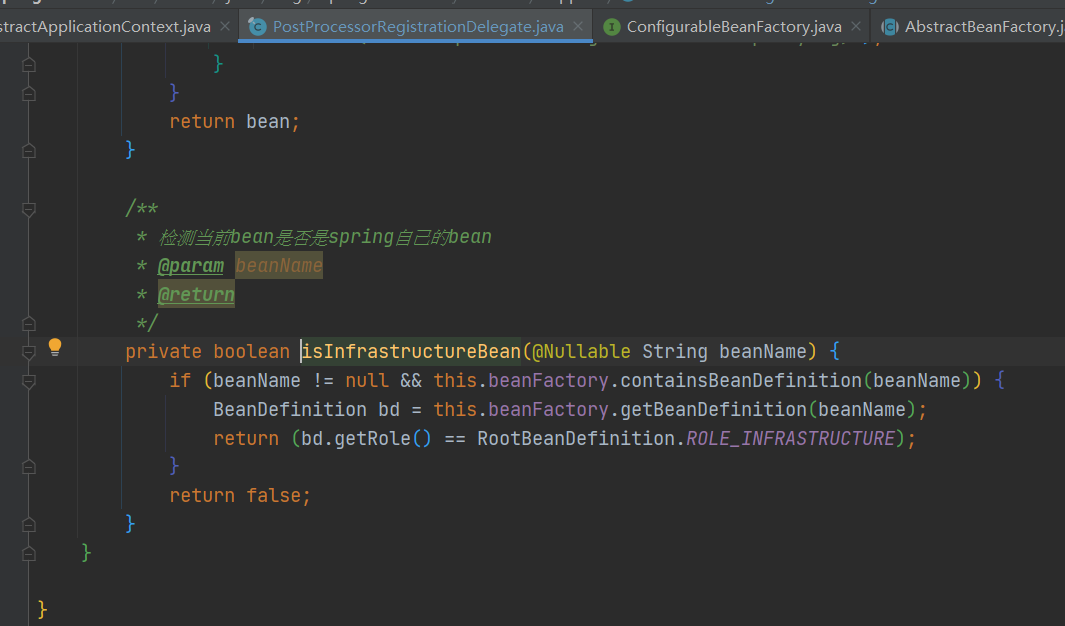 stractApplicationContext.java PostProcessorRegistrationDelegate.java ConfigurableBeanFactory.java AbstractBeanFactory.j
}
}
return bean;
}
/**
* 检测当前bean是否是spring自己的bean
* @param beanName
* @return
*/
private boolean isInfrastructureBean(@Nullable String beanName) {
if (beanName != null && this.beanFactory.containsBeanDefinition(beanName)) {
BeanDefinition bd = this.beanFactory.getBeanDefinition(beanName);
return (bd.getRole() == RootBeanDefinition.ROLE_INFRASTRUCTURE);
}
return false;
}
}
}